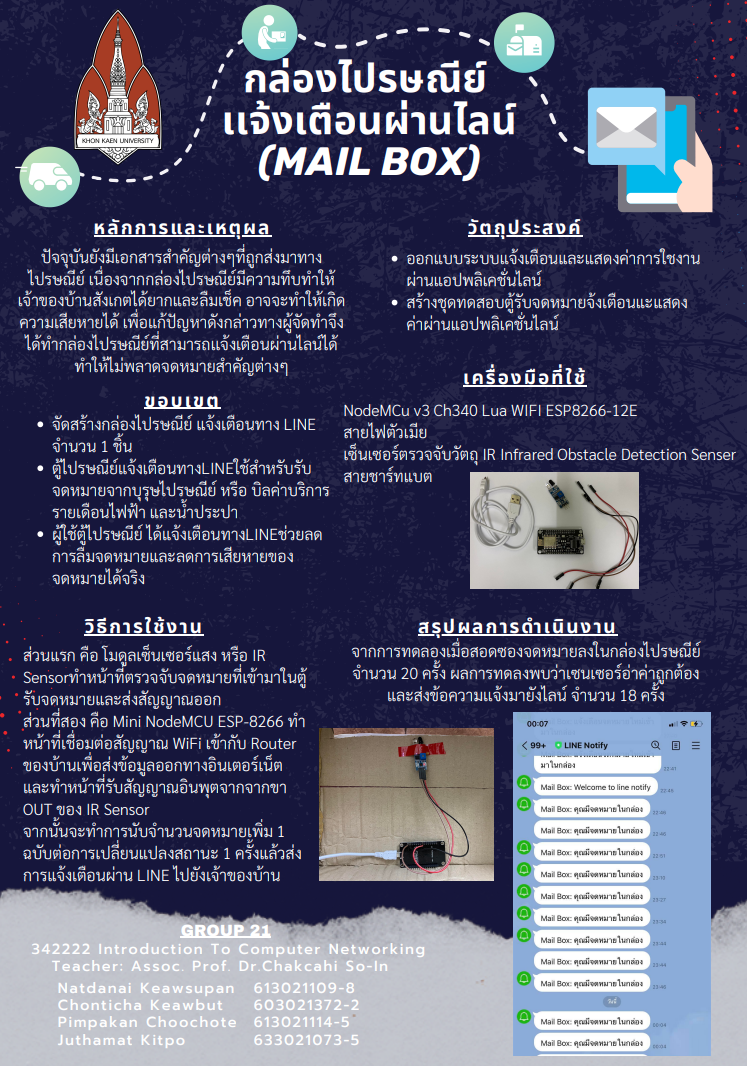 KHON KAEN UNIVERSITY
กล่องไปรษณีย์
แจ้งเตือนผ่านไลน์
(MAIL BOX)
หลักการและเหตุผล
ปัจจุบันยังมีเอกสารสำคัญต่างๆที่ถูกส่งมาทาง
ไปรษณีย์ เนื่องจากกล่องไปรษณีย์มีความทึบทำให้
เจ้าของบ้านสังเกตได้ยากและลืมเช็ค อาจจะทำให้เกิด
ความเสียหายได้ เพื่อแก้ปัญหาดังกล่าวทางผู้จัดทำจึง
ได้ทำกล่องไปรษณีย์ที่สามารถแจ้งเตือนผ่านไลน์ได้
ทำให้ไม่พลาดจดหมายสำคัญต่างๆ
ขอบเขต
จัดสร้างกล่องไปรษณีย์ แจ้งเตือนทาง LINE
จำนวน 1 ชิ้น
ตู้ไปรษณีย์แจ้งเตือนทางLINEใช้สำหรับรับ
จดหมายจากบุรุษไปรษณีย์ หรือ บิลค่าบริการ
รายเดือนไฟฟ้า และน้ำประปา
ผู้ใช้ตู้ไปรษณีย์ ได้แจ้งเตือนทางLINEช่วยลด
การลืมจดหมายและลดการเสียหายของ
จดหมายได้จริง
วัตถุประสงค์
ออกแบบระบบแจ้งเตือนและแสดงค่าการใชงาน
ผ่านแอปพลิเคชั่นไลน์
สร้างชุดทดสอบตู้รับจดหมายจ้งเตือนแะแสดง
ค่าผ่านแอปพลิเคชั่นไลน์
เครื่องมือที่ใช้
NodeMCu v3 Ch340 Lua WIFI ESP8266-12E
สายไฟตัวเมีย
เซ็นเซอร์ตรวจจับวัตถุ IR Infrared Obstacle Detection Senser
สายชาร์ทแบต
วิธีการใช้งาน
ส่วนแรก คือ โมดูลเซ็นเซอร์แสง หรือ IR
Sensorทำหน้าที่ตรวจจับจดหมายที่เข้ามาในตู้
รับจดหมายและส่งสัญญาณออก
ส่วนที่สอง คือ Mini NodeMCU ESP-8266 ทำ
หน้าที่เชื่อมต่อสัญญาณ WiFi เข้ากับ Router
ของบ้านเพื่อส่งข้อมูลออกทางอินเตอร์เน็ต
และทำหน้าที่รับสัญญาณอินพุตจากจากขา
OUT ของ IR Sensor
จากนั้นจะทำการนับจำนวนจดหมายเพิ่ม 1
ฉบับต่อการเปลี่ยนแปลงสถานะ 1 ครั้งแล้วส่ง
การแจ้งเตือนผ่าน LINE ไปยังเจ้าของบ้าน
สรุปผลการดำเนินงาน
จากการทดลองเมื่อสอดซองจดหมายลงในกล่องไปรษณีย์
จำนวน 20 ครั้ง ผลการทดลองพบว่าเซนเซอร์อ่าค่าถูกต้อง
และส่งข้อความแจ้งมายังไลน์ จำนวน 18 ครั้ง
00:07
99+ LINE Notify
มาในกล่อง 22:41
Mail Box: Welcome to line notify 22:45
Mail Box: คุณมีจดหมายในกล่อง 22:46
Mail Box: คุณมีจดหมายในกล่อง 22:46
Mail Box: คุณมีจดหมายในกล่อง 22:51
Mail Box: คุณมีจดหมายในกล่อง 23:10
Mail Box: คุณมีจดหมายในกล่อง 23:37
Mail Box: คุณมีจดหมายในกล่อง
Mail Box: คุณมีจดหมายในกล่อง 23:44
Mail Box: คุณมีจดหมายในกล่อง 23:44
Mail Box: คุณมีจดหมายในกล่อง
วันนี้
Mail Box: คุณมีจดหมายในกล่อง 00:04
Mail Box: คุณมีจดหมายในกล่อง
GROUP 21
342222 Introduction To Computer Networking
Teacher: Assoc. Prof. Dr.Chakcahi So-In
Natdanai Keawsupan 613021109-8
Chonticha Keawbut 603021372-2
Pimpakan Choochote 613021114-5
Juthamat Kitpo 633021073-5